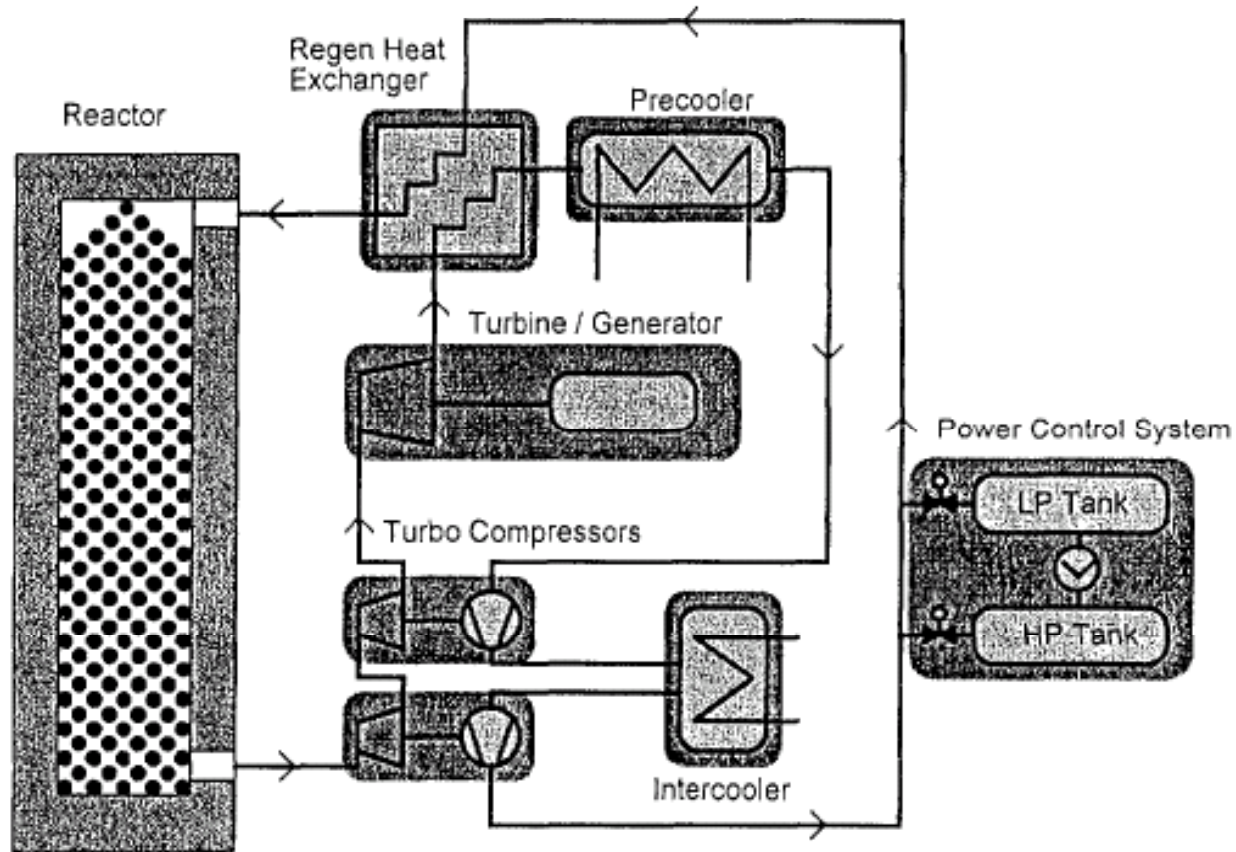 Regen Heat
Exchanger
Precooler
Reactor
Turbine / Generator
Power Control System
LP Tank
Turbo Compressors
HP Tank
Intercooler